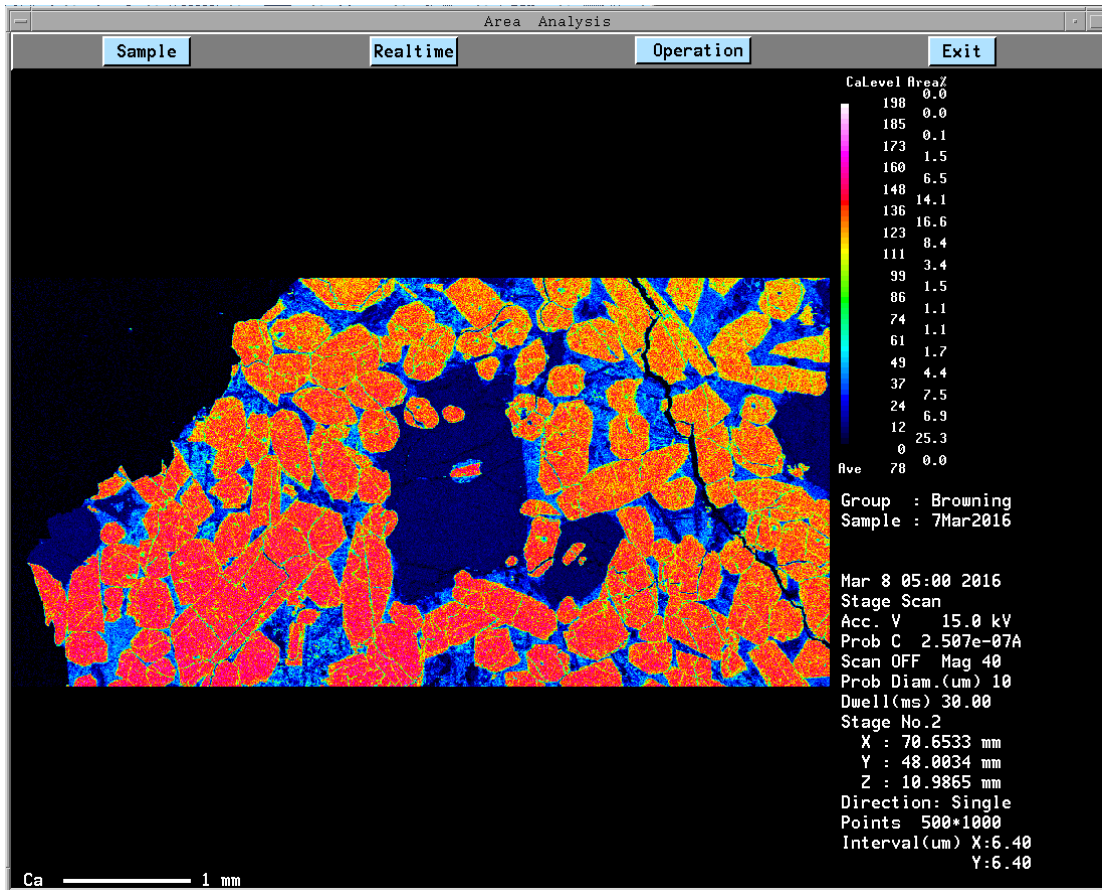 Area Analysis
Sample Realtime Operation Exit
CaLevel Area%
0.0
198
0.0
185
0.1
173
1.5
160
6.5
148
14.1
136
16.6
123
8.4
111
3.4
99
1.5
86
1.1
74
1.1
61
1.7
49
4.4
37
7.5
24
6.9
12
25.3
0
0.0
Ave 78
Group : Browning
Sample : 7Mar2016
Mar 8 05:00 2016
Stage Scan
Acc. V 15.0 kV
Prob C 2.507e-07A
Scan OFF Mag 40
Prob Diam.(um) 10
Dwell(ms) 30.00
Stage No.2
X : 70.6533 mm
Y : 48.0034 mm
Z : 10.9865 mm
Direction: Single
Points 500*1000
Interval(um) X:6.40
Y:6.40
Ca 1 mm